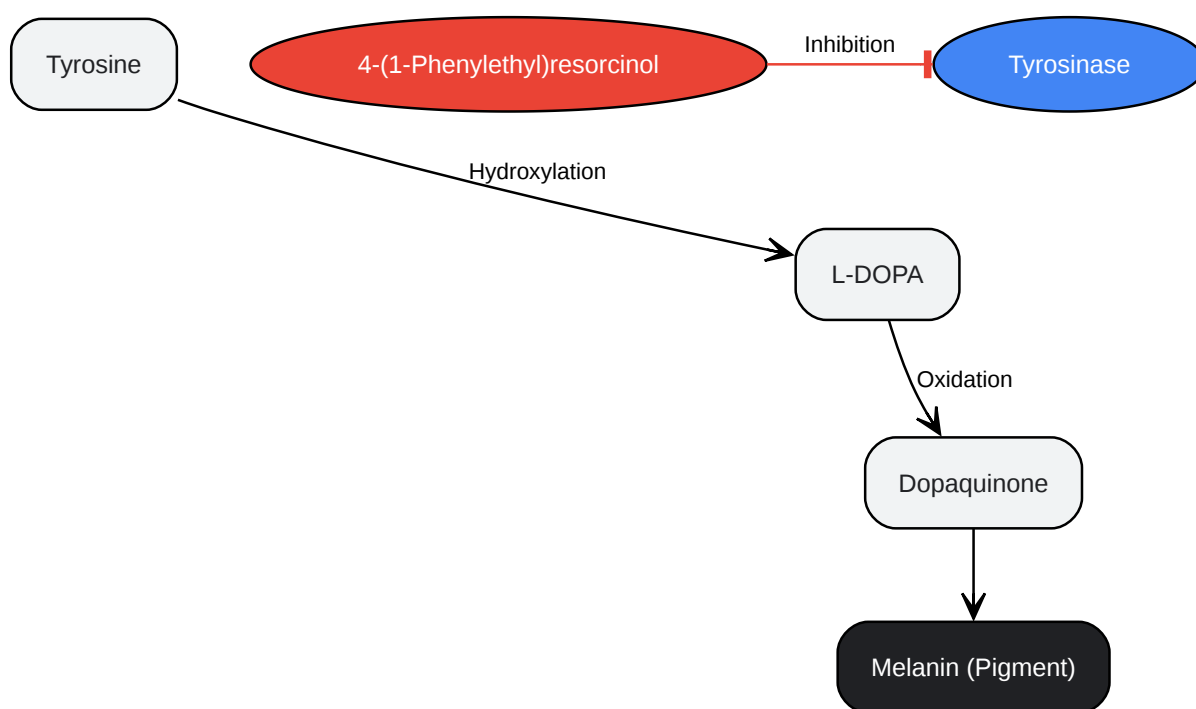 Tyrosine
4-(1-Phenylethyl)resorcinol
Inhibition
Tyrosinase
Hydroxylation
L-DOPA
Oxidation
Dopaquinone
Melanin (Pigment)